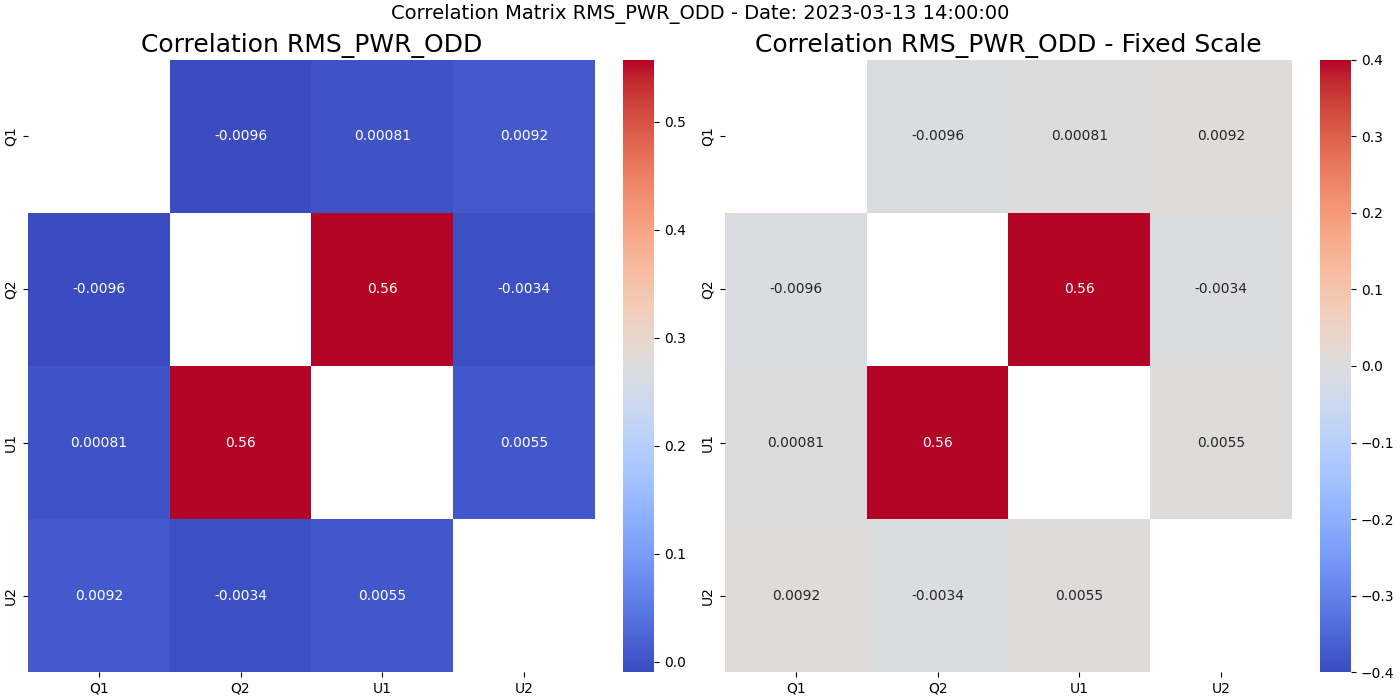 Correlation Matrix RMS_PWR_ODD - Date: 2023-03-13 14:00:00
Correlation RMS_PWR_ODD
Q1
-0.0096 0.00081 0.0092
Q2
-0.0096 0.56 -0.0034
U1
0.00081 0.56 0.0055
U2
0.0092 -0.0034 0.0055
Q1 Q2 U1 U2
0.5
0.4
0.3
0.2
0.1
0.0
Correlation RMS_PWR_ODD - Fixed Scale
Q1
-0.0096 0.00081 0.0092
Q2
-0.0096 0.56 -0.0034
U1
0.00081 0.56 0.0055
U2
0.0092 -0.0034 0.0055
Q1 Q2 U1 U2
0.4
0.3
0.2
0.1
0.0
−0.1
−0.2
−0.3
−0.4